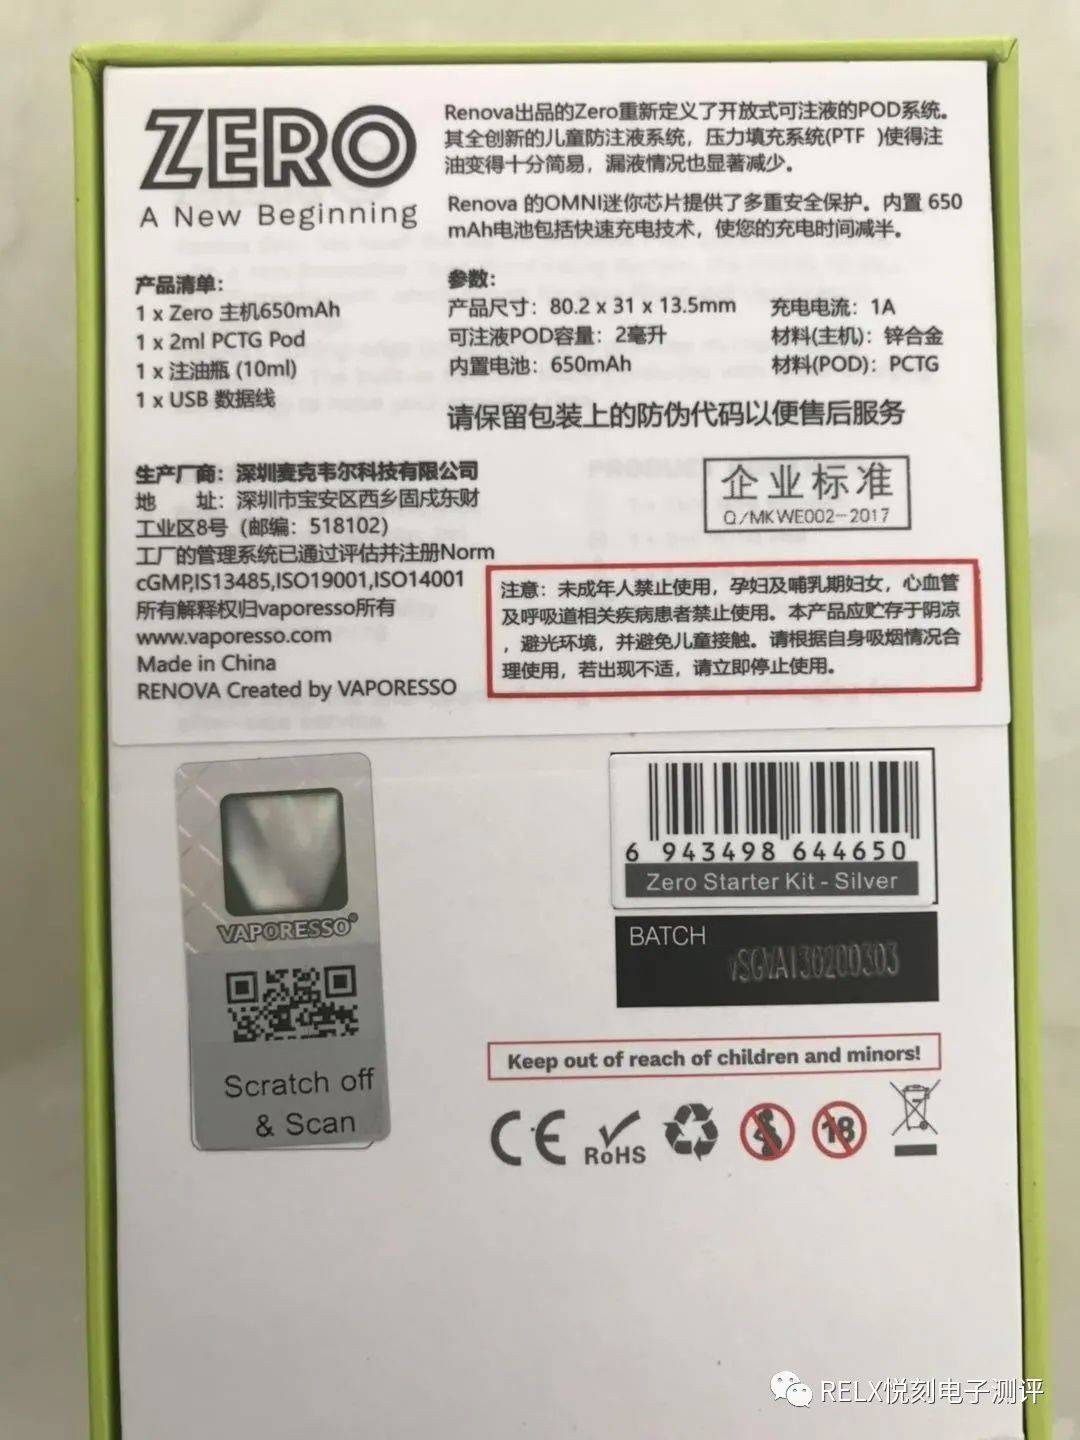 ZERO
A New Beginning
Renova出品的Zero重新定义了开放式可注液的POD系统。
其全创新的儿童防注液系统，压力填充系统(PTF )使得注
油变得十分简易，漏液情况也显著减少。
Renova 的OMNI迷你芯片提供了多重安全保护。内置 650
mAh电池包括快速充电技术，使您的充电时间减半。
产品清单：
1 x Zero 主机650mAh
1 x 2ml PCTG Pod
1 x 注油瓶 (10ml)
1 x USB 数据线
参数：
产品尺寸：80.2 x 31 x 13.5mm 充电电流：1A
可注液POD容量：2毫升 材料(主机)：锌合金
内置电池：650mAh 材料(POD)：PCTG
请保留包装上的防伪代码以便售后服务
生产厂商：深圳麦克韦尔科技有限公司
地 址：深圳市宝安区西乡固戍东财
工业区8号（邮编：518102）
工厂的管理系统已通过评估并注册Norm
cGMP,IS13485,ISO19001,ISO14001
所有解释权归vaporesso所有
www.vaporesso.com
Made in China
RENOVA Created by VAPORESSO
企业标准
Q/MKWE002-2017
注意：未成年人禁止使用，孕妇及哺乳期妇女，心血管
及呼吸道相关疾病患者禁止使用。本产品应贮存于阴凉
，避光环境，并避免儿童接触。请根据自身吸烟情况合
理使用，若出现不适，请立即停止使用。
VAPORESSO®
Scratch off
& Scan
6 943498 644650
Zero Starter Kit - Silver
BATCH
Keep out of reach of children and minors!
CE
RoHS
18
RELX悦刻电子测评